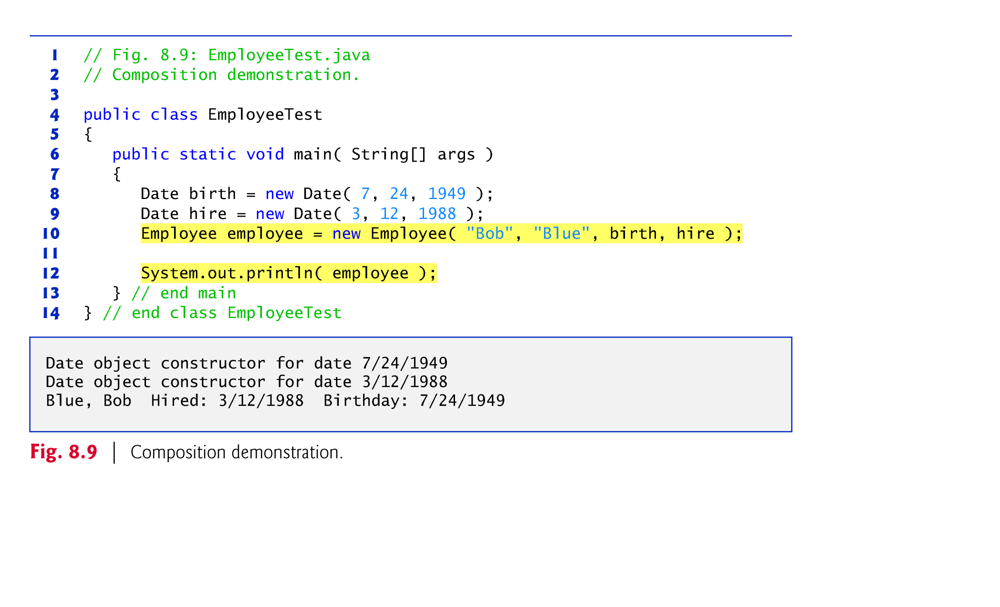 1 // Fig. 8.9: EmployeeTest.java
2 // Composition demonstration.
3
4 public class EmployeeTest
5 {
6 public static void main( String[] args )
7 {
8 Date birth = new Date( 7, 24, 1949 );
9 Date hire = new Date( 3, 12, 1988 );
10 Employee employee = new Employee( "Bob", "Blue", birth, hire );
11
12 System.out.println( employee );
13 } // end main
14 } // end class EmployeeTest
Date object constructor for date 7/24/1949
Date object constructor for date 3/12/1988
Blue, Bob  Hired: 3/12/1988  Birthday: 7/24/1949
Fig. 8.9 | Composition demonstration.